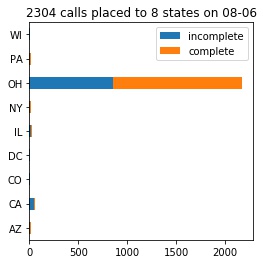 2304 calls placed to 8 states on 08-06
incomplete
complete
WI
PA
OH
NY
IL
DC
CO
CA
AZ
0 500 1000 1500 2000